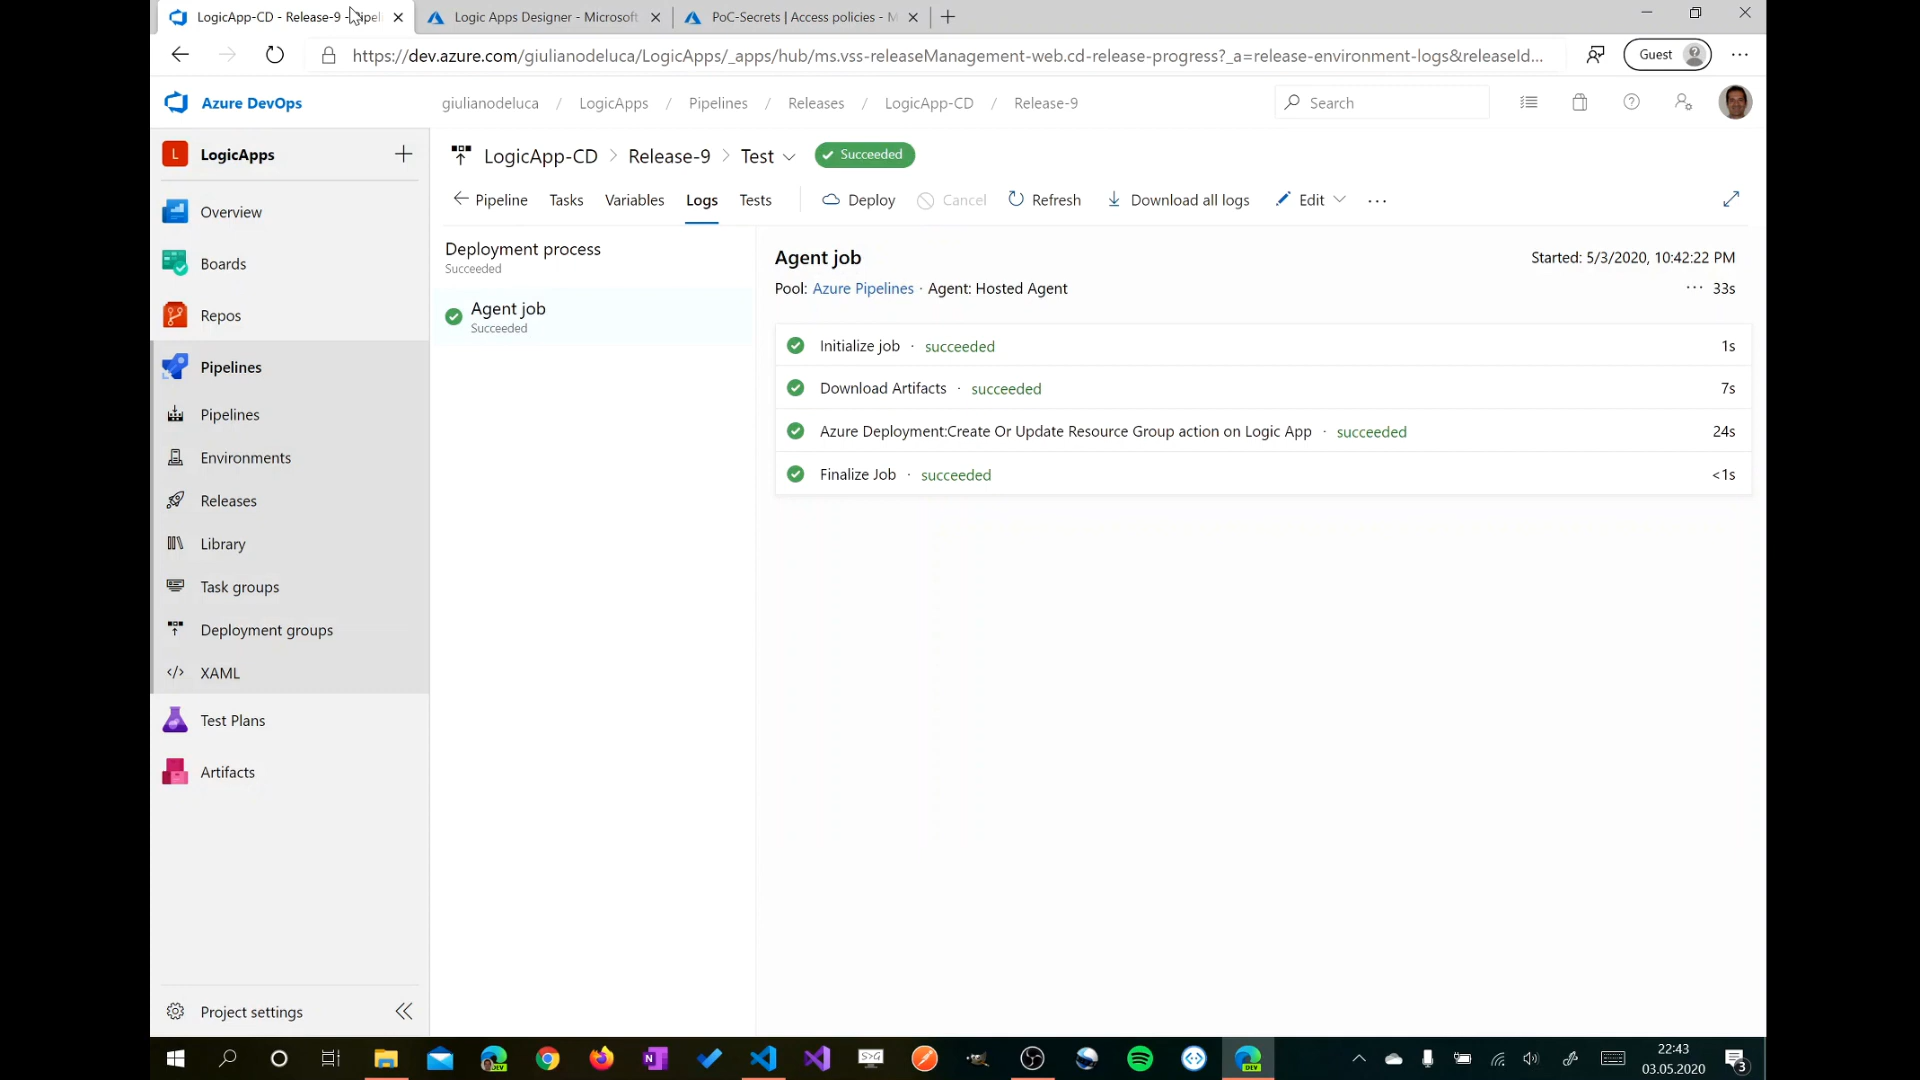 LogicApp-CD - Release-9 - Pipeli
Logic Apps Designer - Microsoft
PoC-Secrets | Access policies - M
https://dev.azure.com/giulianodeluca/LogicApps/_apps/hub/ms.vss-releaseManagement-web.cd-release-progress?_a=release-environment-logs&releaseId...
Guest
Azure DevOps
giulianodeluca / LogicApps / Pipelines / Releases / LogicApp-CD / Release-9
Search
L
LogicApps
LogicApp-CD > Release-9 > Test
Succeeded
Pipeline
Tasks
Variables
Logs
Tests
Deploy
Cancel
Refresh
Download all logs
Edit
Overview
Boards
Repos
Pipelines
Pipelines
Environments
Releases
Library
Task groups
Deployment groups
XAML
Test Plans
Artifacts
Project settings
Deployment process
Succeeded
Agent job
Succeeded
Agent job
Started: 5/3/2020, 10:42:22 PM
Pool: Azure Pipelines · Agent: Hosted Agent
··· 33s
Initialize job · succeeded 1s
Download Artifacts · succeeded 7s
Azure Deployment:Create Or Update Resource Group action on Logic App · succeeded 24s
Finalize Job · succeeded <1s
DEV
N
S>G
DEV
22:43
03.05.2020
3